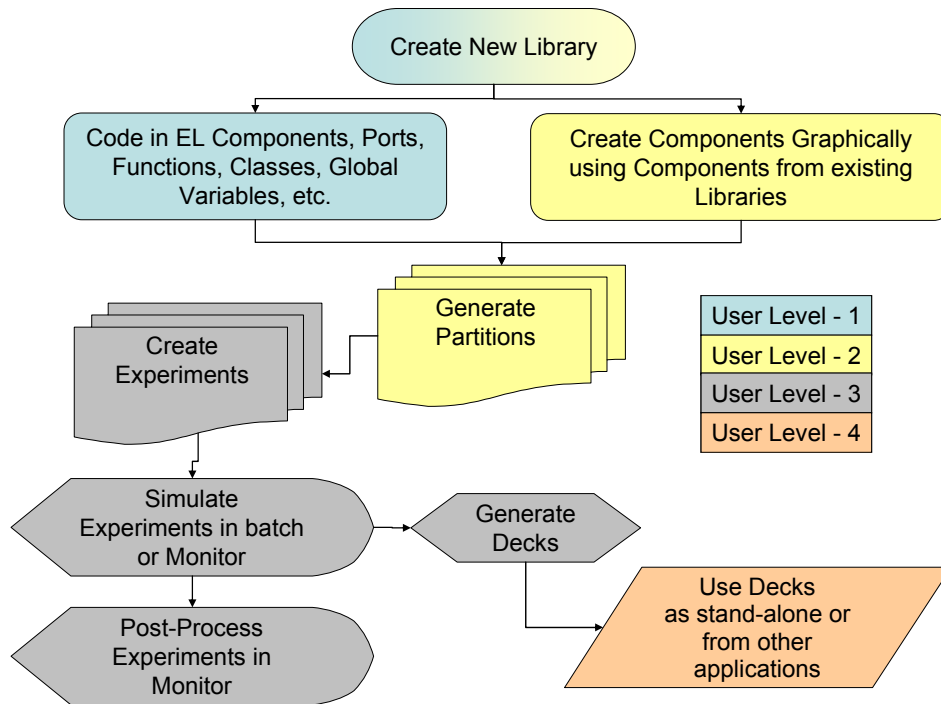 Create New Library
Code in EL Components, Ports,
Functions, Classes, Global
Variables, etc.
Create Components Graphically
using Components from existing
Libraries
Generate
Partitions
Create
Experiments
User Level - 1
User Level - 2
User Level - 3
User Level - 4
Simulate
Experiments in batch
or Monitor
Generate
Decks
Post-Process
Experiments in
Monitor
Use Decks
as stand-alone or
from other
applications